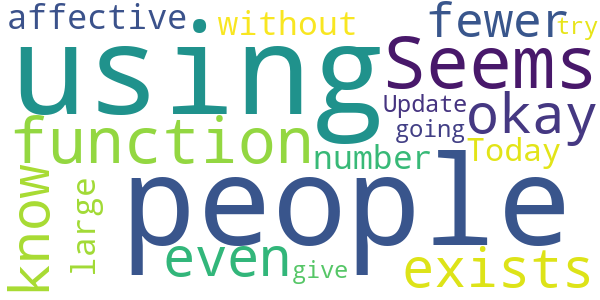 affective without fewer try
using Seems
Update okay
going
function number Today
know large people
even give exists